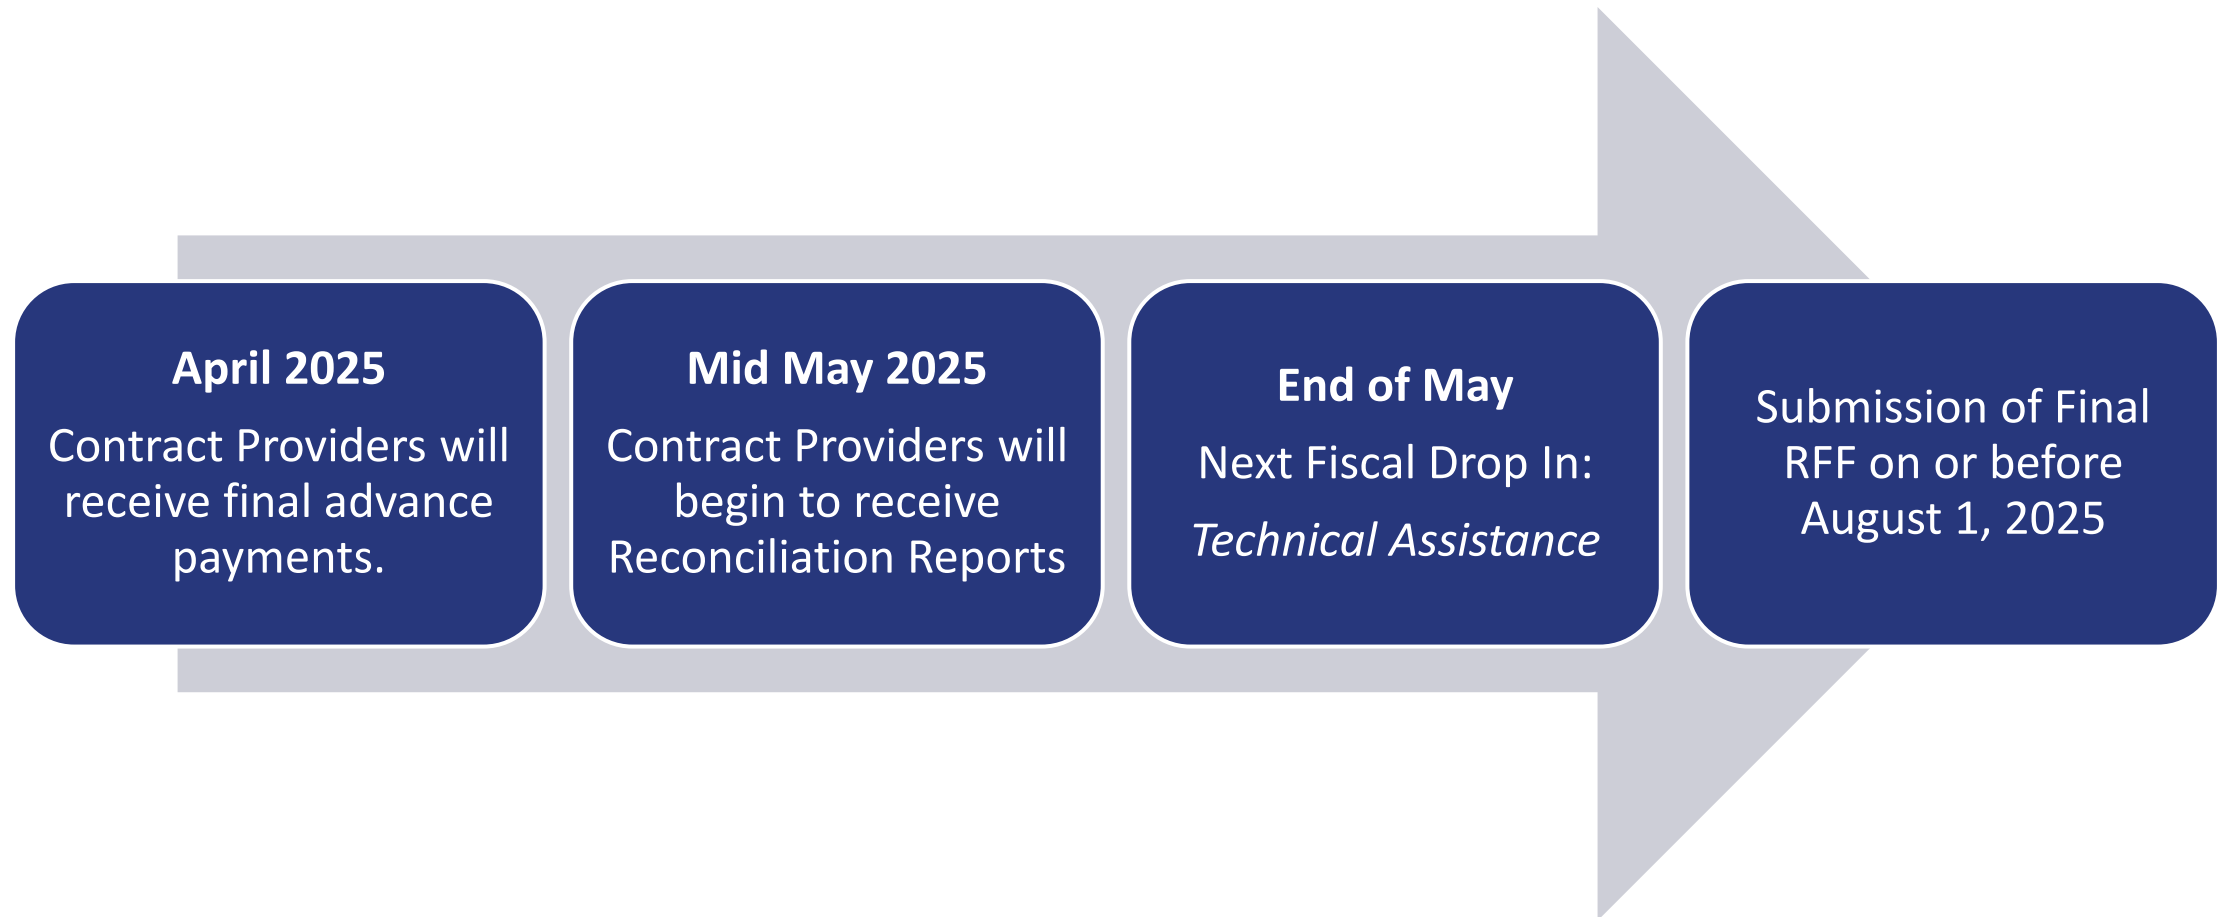 April 2025
Contract Providers will
receive final advance
payments.
Mid May 2025
Contract Providers will
begin to receive
Reconciliation Reports
End of May
Next Fiscal Drop In:
Technical Assistance
Submission of Final
RFF on or before
August 1, 2025